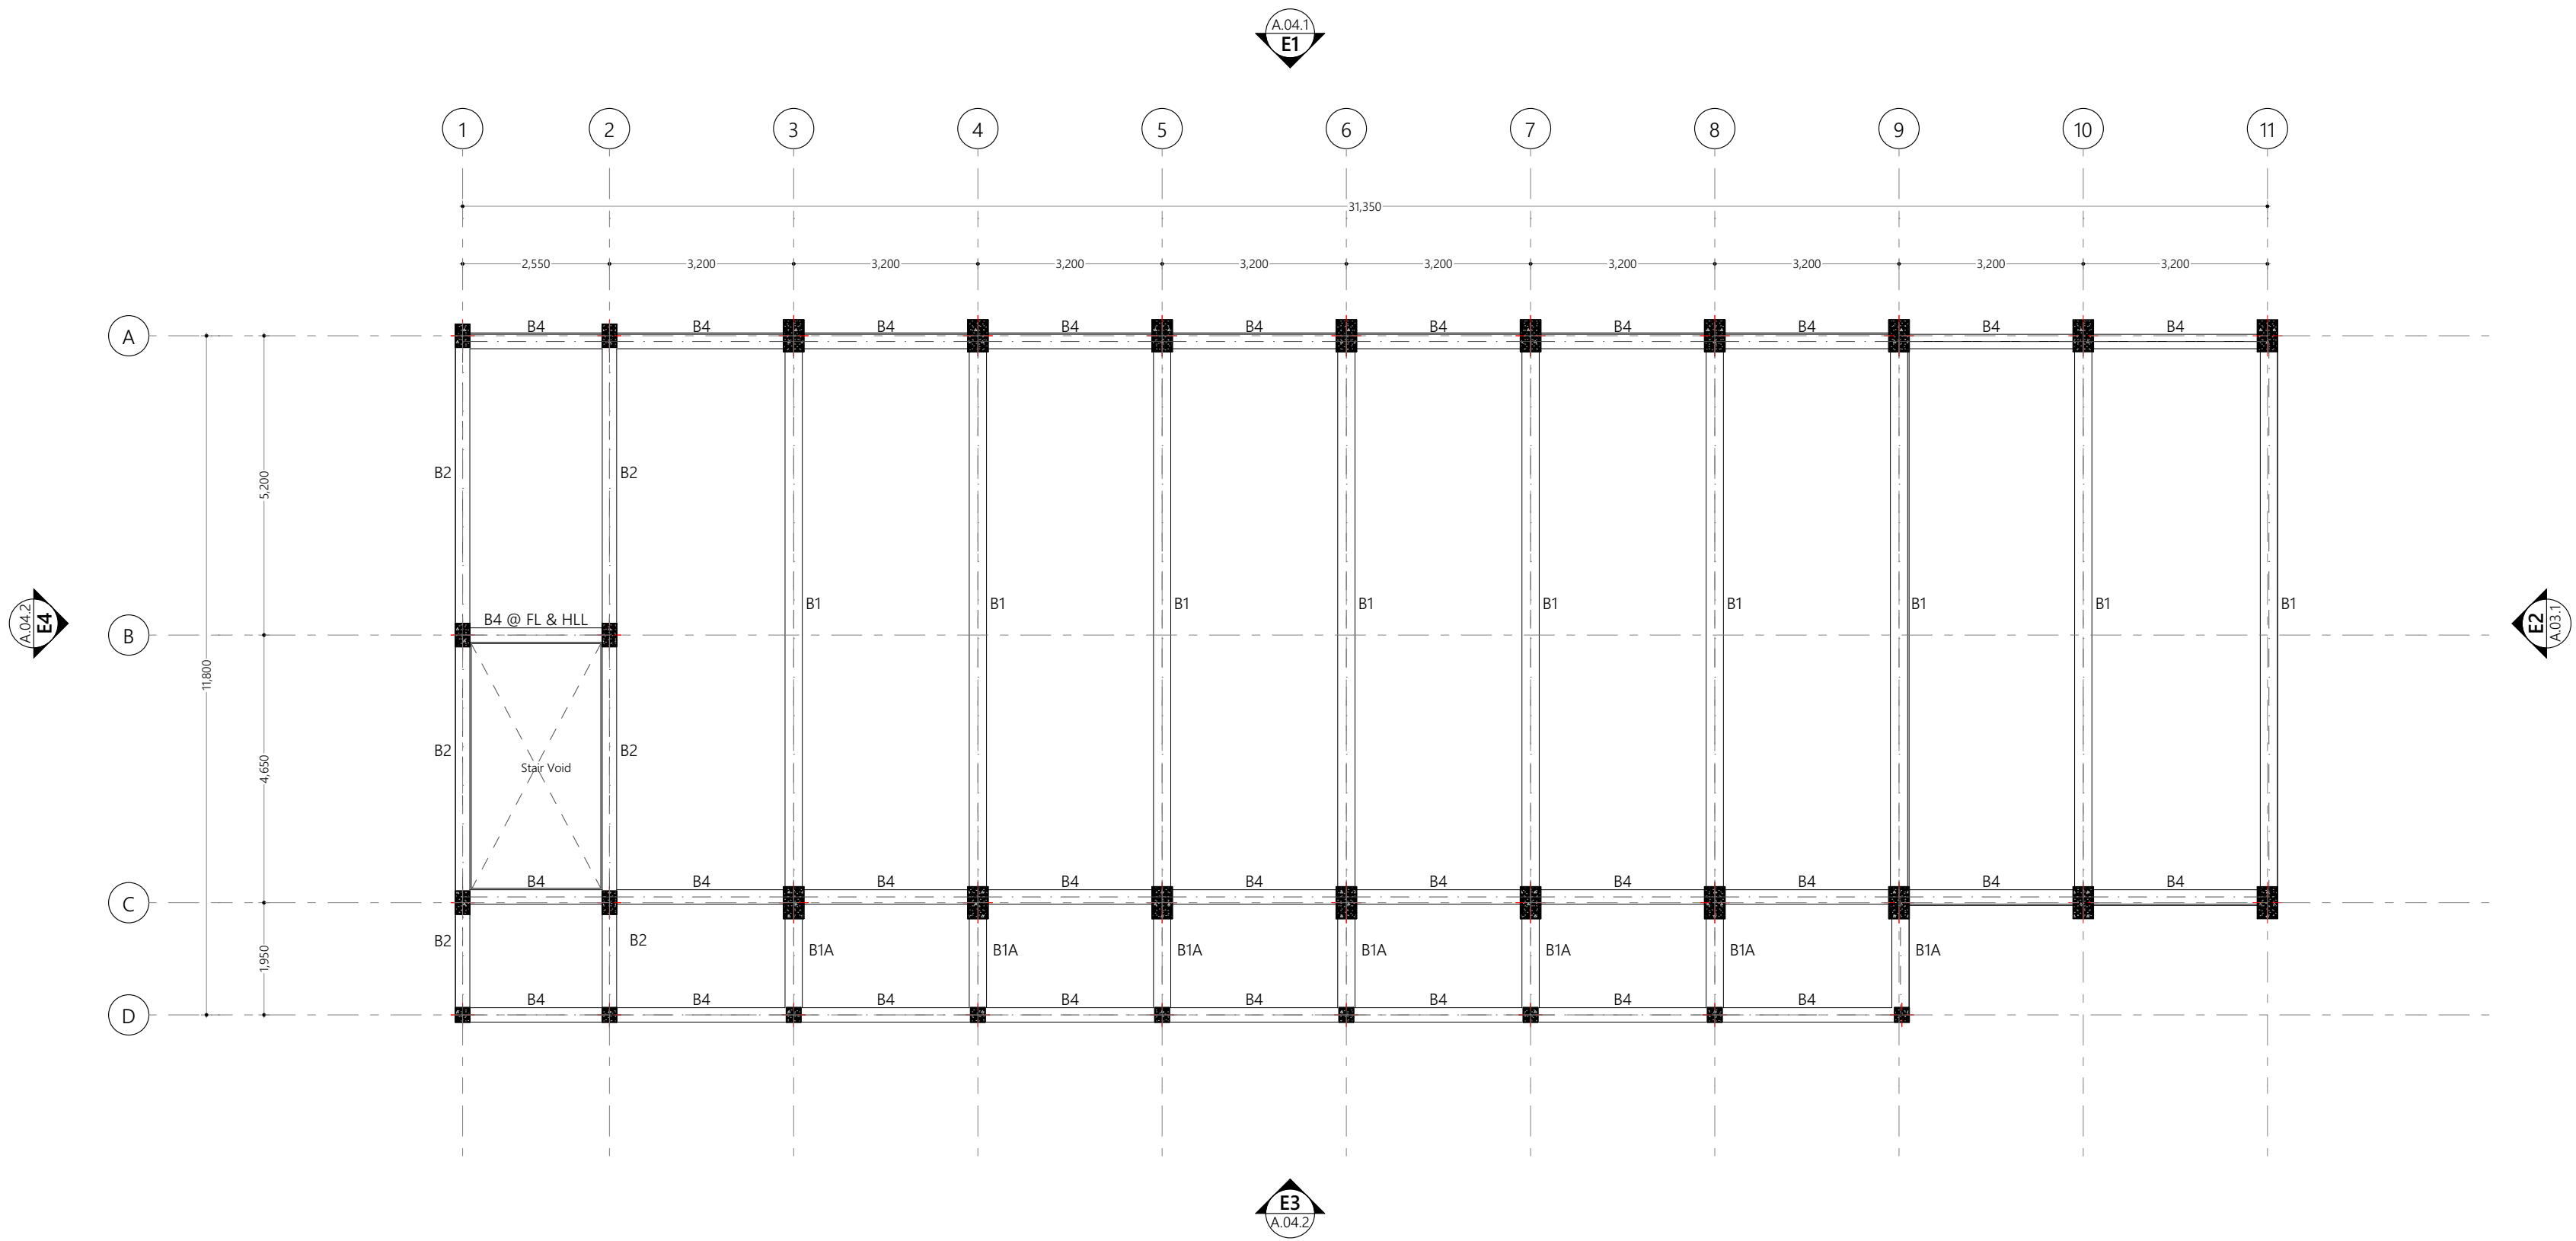 A.04.1
E1
1 2 3 4 5 6 7 8 9 10 11
31,350
2,550 3,200 3,200 3,200 3,200 3,200 3,200 3,200 3,200 3,200
A
B4 B4 B4 B4 B4 B4 B4 B4 B4 B4
5,200
B2 B2
A.04.2
E4
B4 @ FL & HLL
B1 B1 B1 B1 B1 B1 B1 B1 B1
E2
A.03.1
B
11,800
B2 B2
4,650
Stair Void
B4 B4 B4 B4 B4 B4 B4 B4 B4 B4
C
B2 B2
B1A B1A B1A B1A B1A B1A B1A
1,950
B4 B4 B4 B4 B4 B4 B4 B4
D
E3
A.04.2